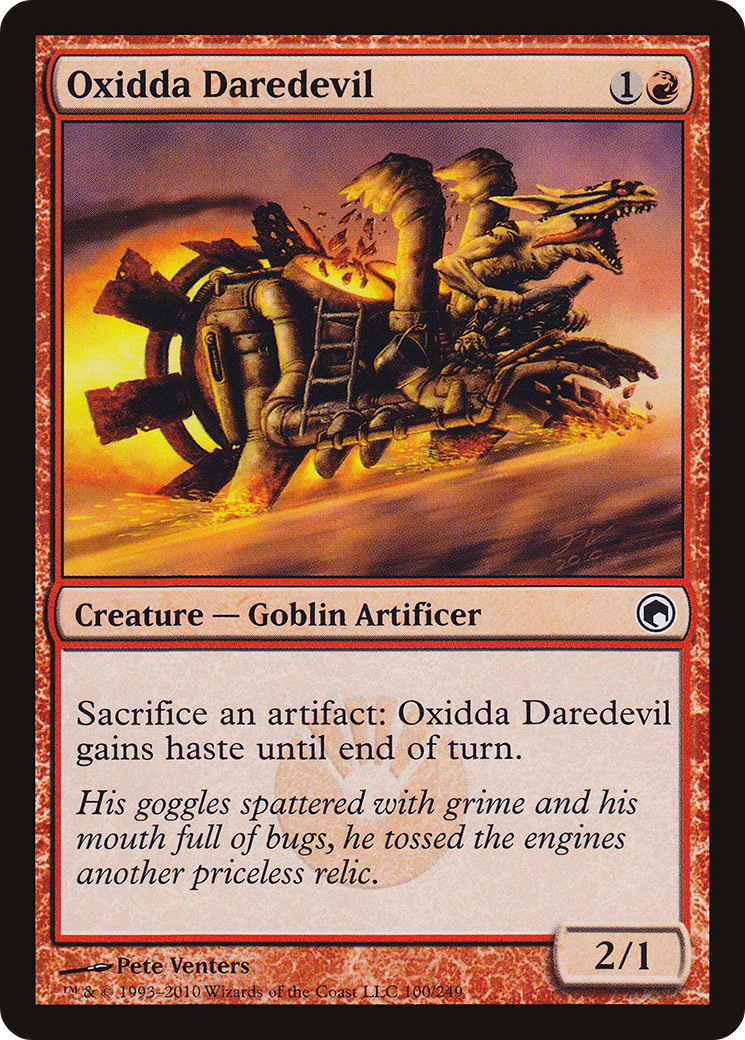 Oxidda Daredevil
1
Creature — Goblin Artificer
Sacrifice an artifact: Oxidda Daredevil
gains haste until end of turn.
His goggles spattered with grime and his
mouth full of bugs, he tossed the engines
another priceless relic.
2/1
Pete Venters
™ & © 1993–2010 Wizards of the Coast LLC 100/249